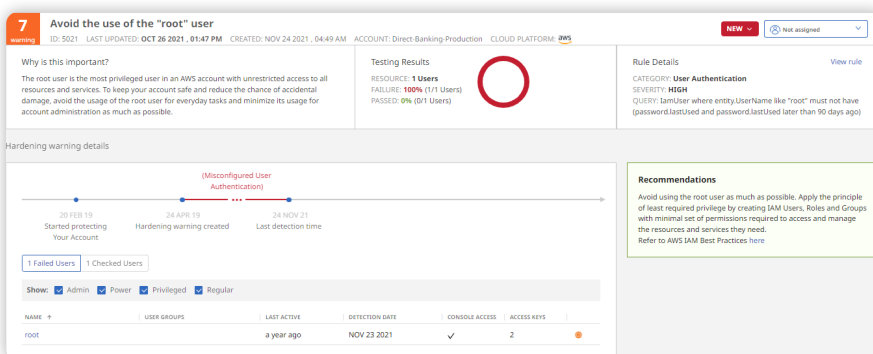 7
warning
Avoid the use of the "root" user
ID: 5021 LAST UPDATED: OCT 26 2021 , 01:47 PM CREATED: NOV 24 2021 , 04:49 AM ACCOUNT: Direct-Banking-Production CLOUD PLATFORM: aws
NEW
Not assigned
Why is this important?
The root user is the most privileged user in an AWS account with unrestricted access to all
resources and services. To keep your account safe and reduce the chance of accidental
damage, avoid the usage of the root user for everyday tasks and minimize its usage for
account administration as much as possible.
Testing Results
RESOURCE: 1 Users
FAILURE: 100% (1/1 Users)
PASSED: 0% (0/1 Users)
Rule Details
View rule
CATEGORY: User Authentication
SEVERITY: HIGH
QUERY: IamUser where entity.UserName like "root" must not have
(password.lastUsed and password.lastUsed later than 90 days ago)
Hardening warning details
(Misconfigured User
Authentication)
20 FEB 19
Started protecting
Your Account
24 APR 19
Hardening warning created
24 NOV 21
Last detection time
1 Failed Users
1 Checked Users
Show: Admin Power Privileged Regular
NAME USER GROUPS LAST ACTIVE DETECTION DATE CONSOLE ACCESS ACCESS KEYS
root a year ago NOV 23 2021 2
Recommendations
Avoid using the root user as much as possible. Apply the principle
of least required privilege by creating IAM Users, Roles and Groups
with minimal set of permissions required to access and manage
the resources and services they need.
Refer to AWS IAM Best Practices here